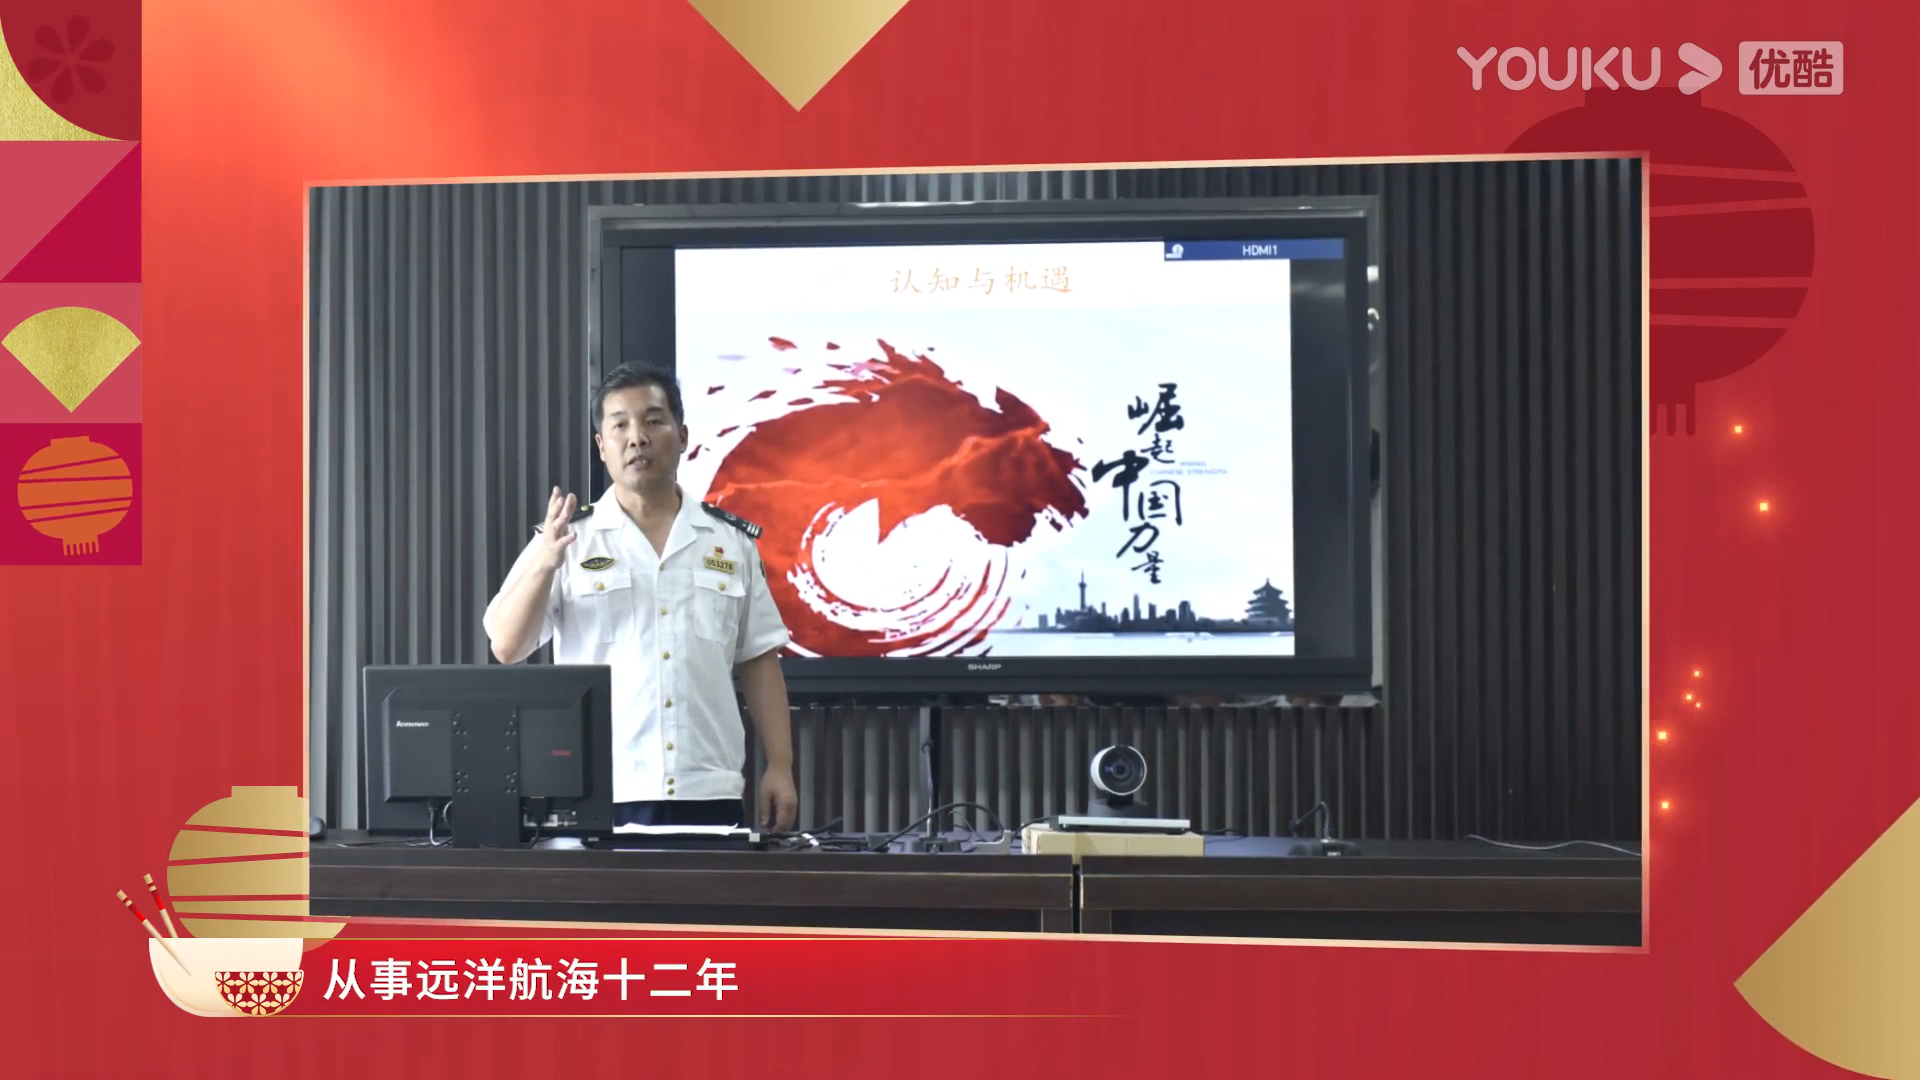 YOUKU 优酷
HDMI1
认知与机遇
崛起
中国
力量
SHARP
lenovo
从事远洋航海十二年